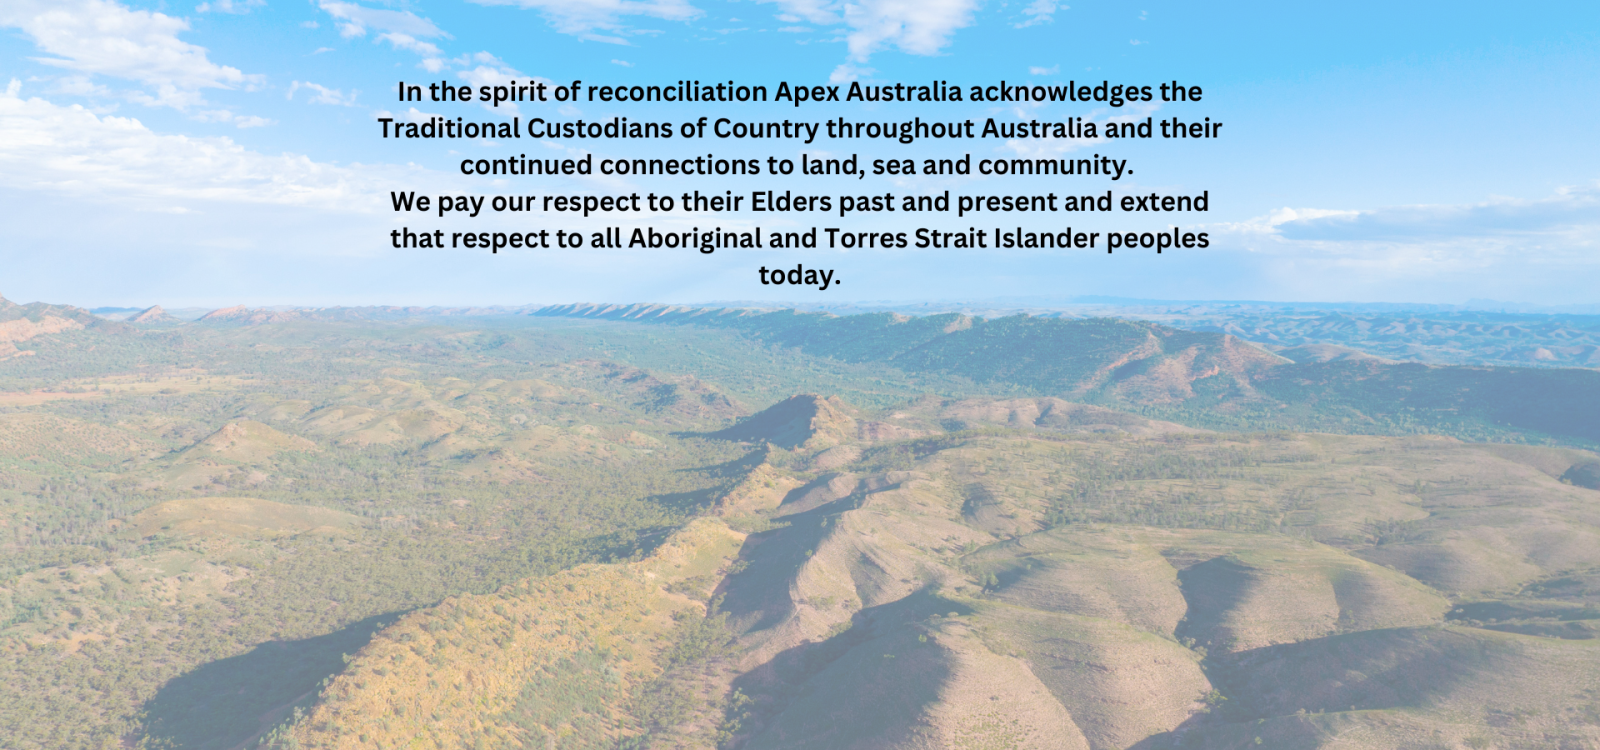 In the spirit of reconciliation Apex Australia acknowledges the
Traditional Custodians of Country throughout Australia and their
continued connections to land, sea and community.
We pay our respect to their Elders past and present and extend
that respect to all Aboriginal and Torres Strait Islander peoples
today.